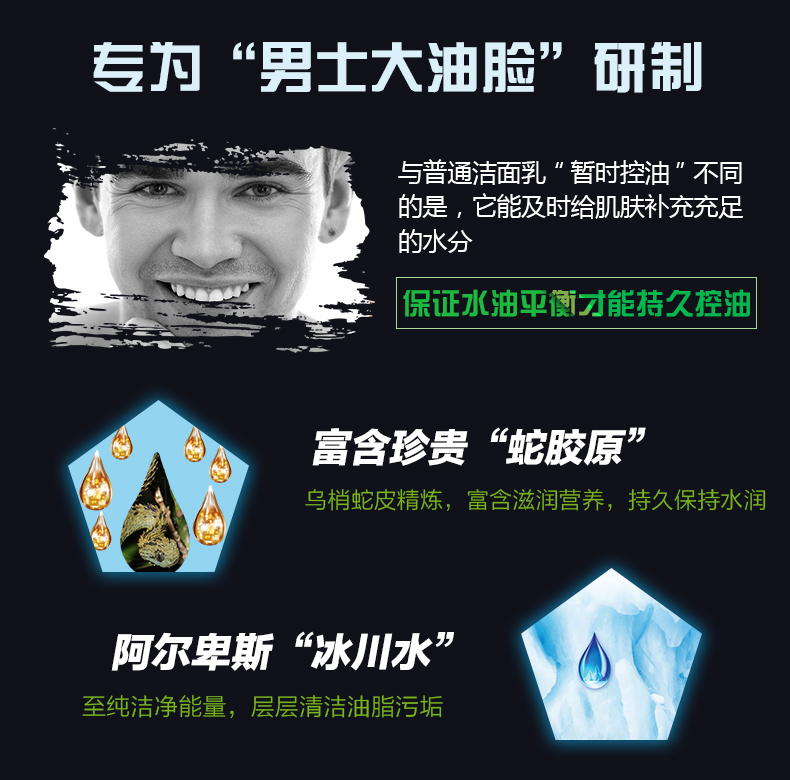 专为“男士大油脸”研制
与普通洁面乳“暂时控油”不同
的是，它能及时给肌肤补充充足
的水分
保证水油平衡才能持久控油
富含珍贵“蛇胶原”
乌梢蛇皮精炼，富含滋润营养，持久保持水润
阿尔卑斯“冰川水”
至纯洁净能量，层层清洁油脂污垢